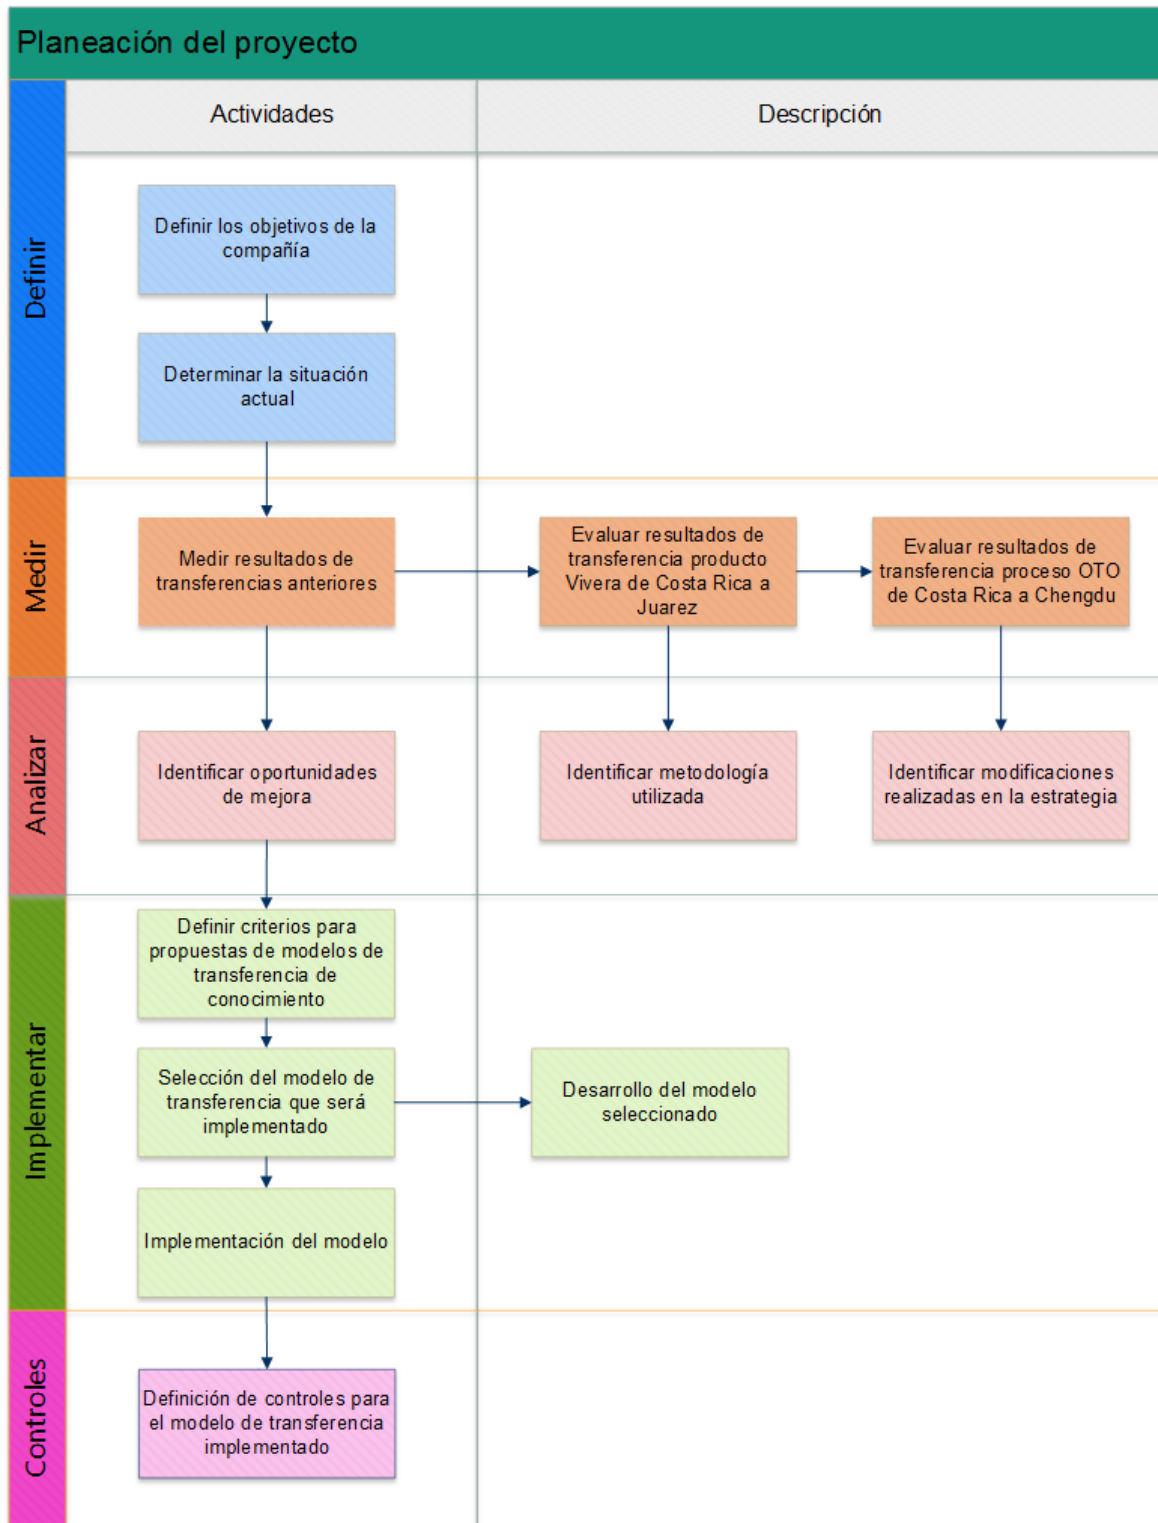 Planeación del proyecto
Actividades
Descripción
Definir
Definir los objetivos de la
compañía
Determinar la situación
actual
Medir
Medir resultados de
transferencias anteriores
Evaluar resultados de
transferencia producto
Vivera de Costa Rica a
Juarez
Evaluar resultados de
transferencia proceso OTO
de Costa Rica a Chengdu
Analizar
Identificar oportunidades
de mejora
Identificar metodología
utilizada
Identificar modificaciones
realizadas en la estrategia
Implementar
Definir criterios para
propuestas de modelos de
transferencia de
conocimiento
Selección del modelo de
transferencia que será
implementado
Desarrollo del modelo
seleccionado
Implementación del modelo
Controles
Definición de controles para
el modelo de transferencia
implementado